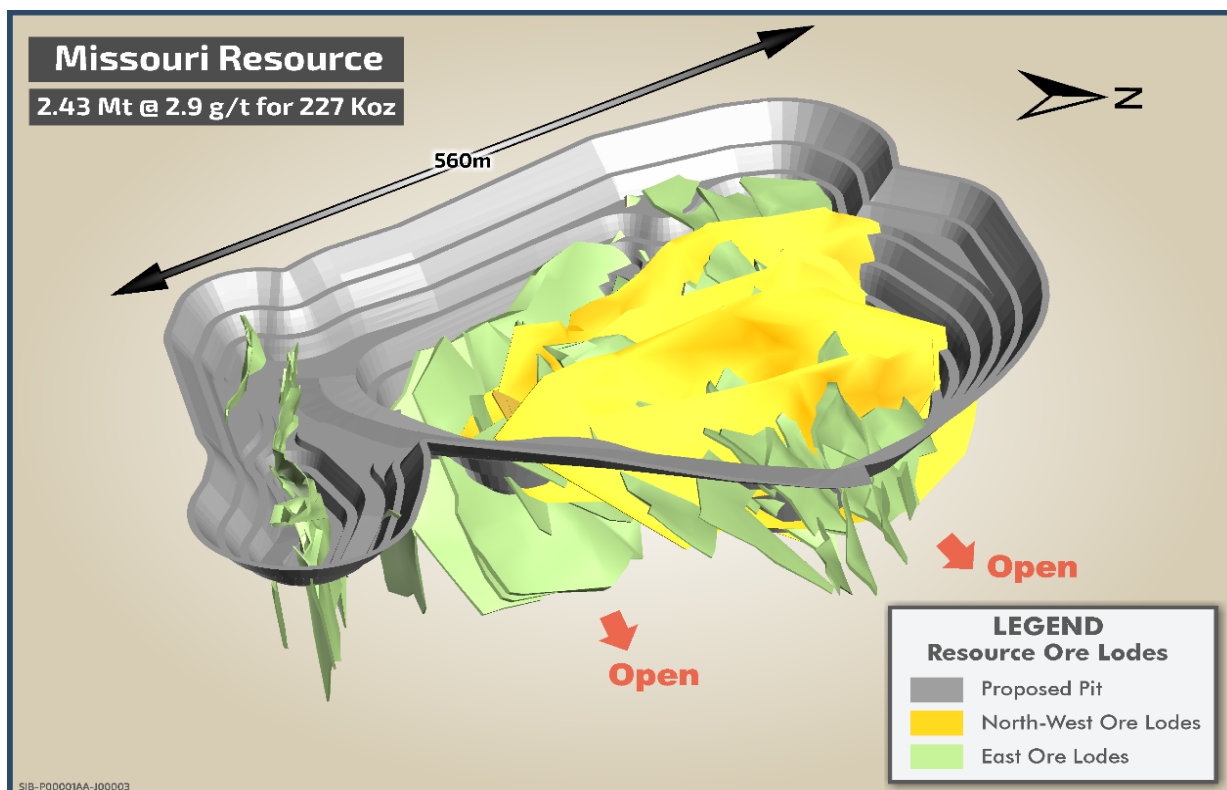 Missouri Resource
2.43 Mt @ 2.9 g/t for 227 Koz
560m
N
Open
Open
LEGEND
Resource Ore Lodes
Proposed Pit
North-West Ore Lodes
East Ore Lodes
SIB-P00001AA-J00003